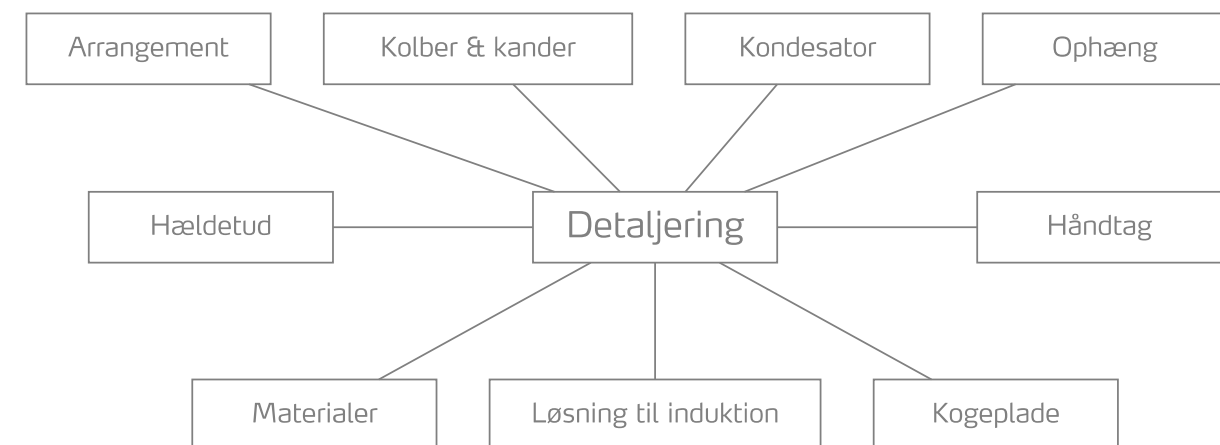 Arrangement
Kolber & kander
Kondesator
Ophæng
Hældetud
Detaljering
Håndtag
Materialer
Løsning til induktion
Kogeplade